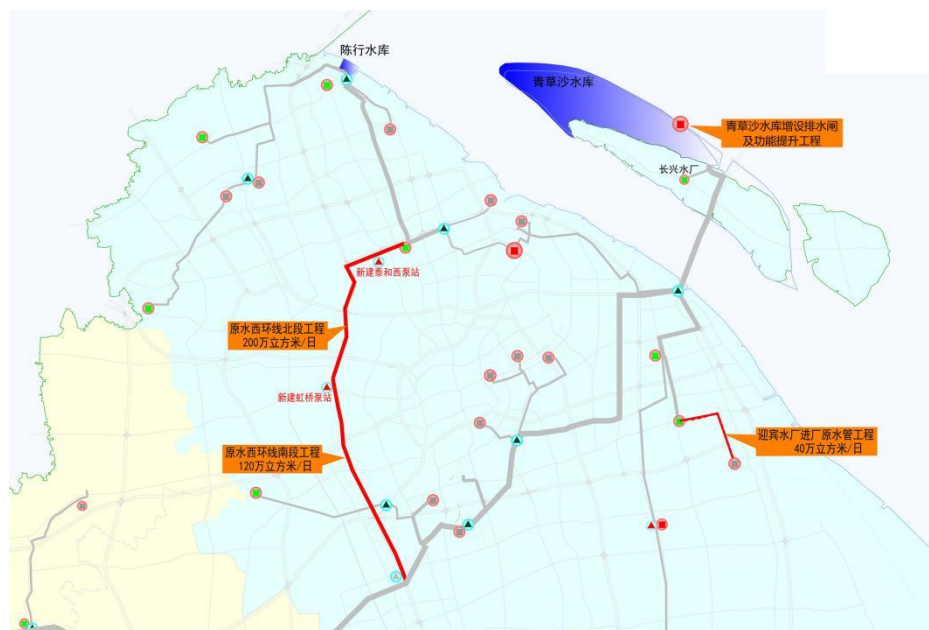 陈行水库
青草沙水库
青草沙水库增设排水闸
及功能提升工程
长兴水厂
新建泰和西泵站
原水西环线北段工程
200万立方米/日
新建虹桥泵站
原水西环线南段工程
120万立方米/日
迎宾水厂进厂原水管工程
40万立方米/日